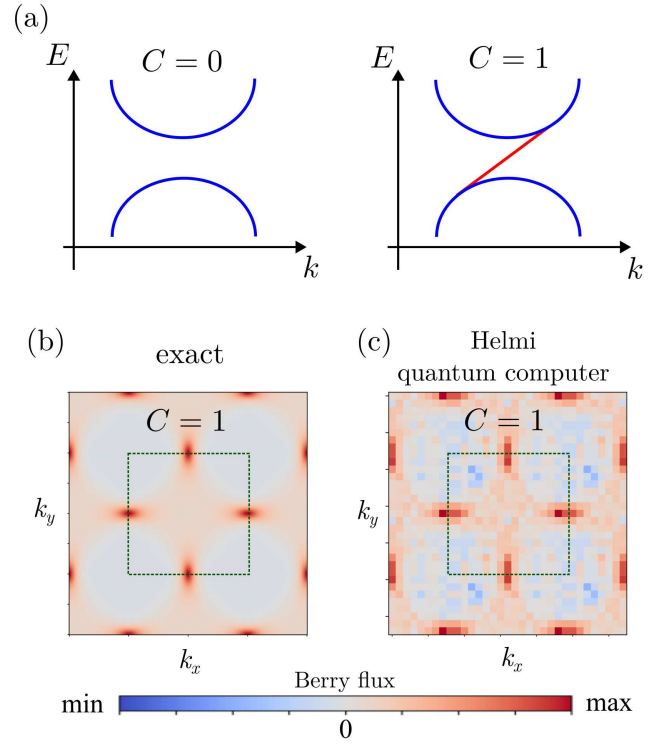 (a)
E
C = 0
k
E
C = 1
k
(b)
exact
C = 1
k_y
k_x
(c)
Helmi
quantum computer
C = 1
k_y
k_x
Berry flux
min
0
max